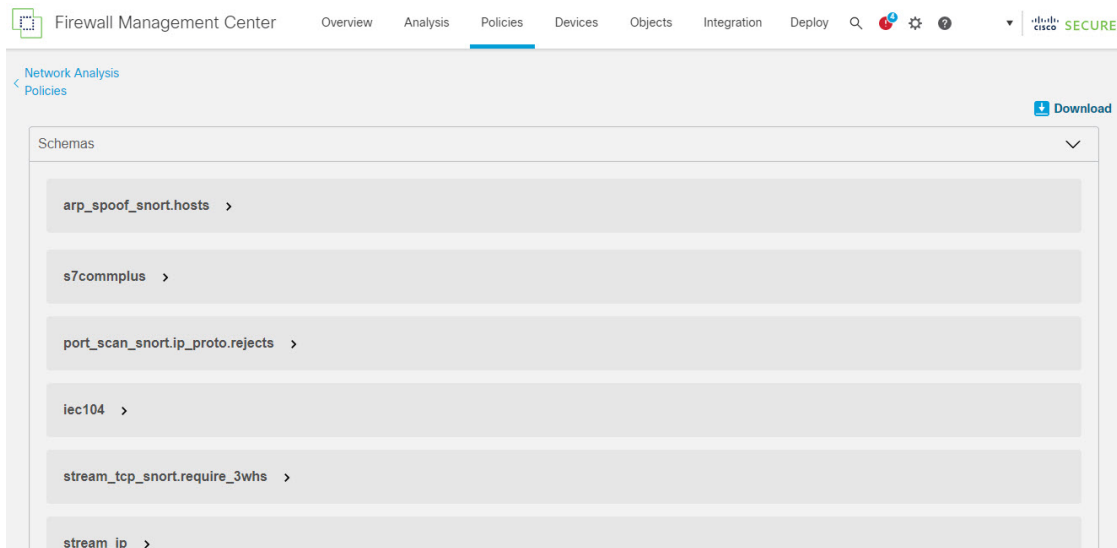 Firewall Management Center Overview Analysis Policies Devices Objects Integration Deploy 4 ? cisco SECURE
Network Analysis
Policies
Download
Schemas
arp_spoof_snort.hosts
s7commplus
port_scan_snort.ip_proto.rejects
iec104
stream_tcp_snort.require_3whs
stream_ip